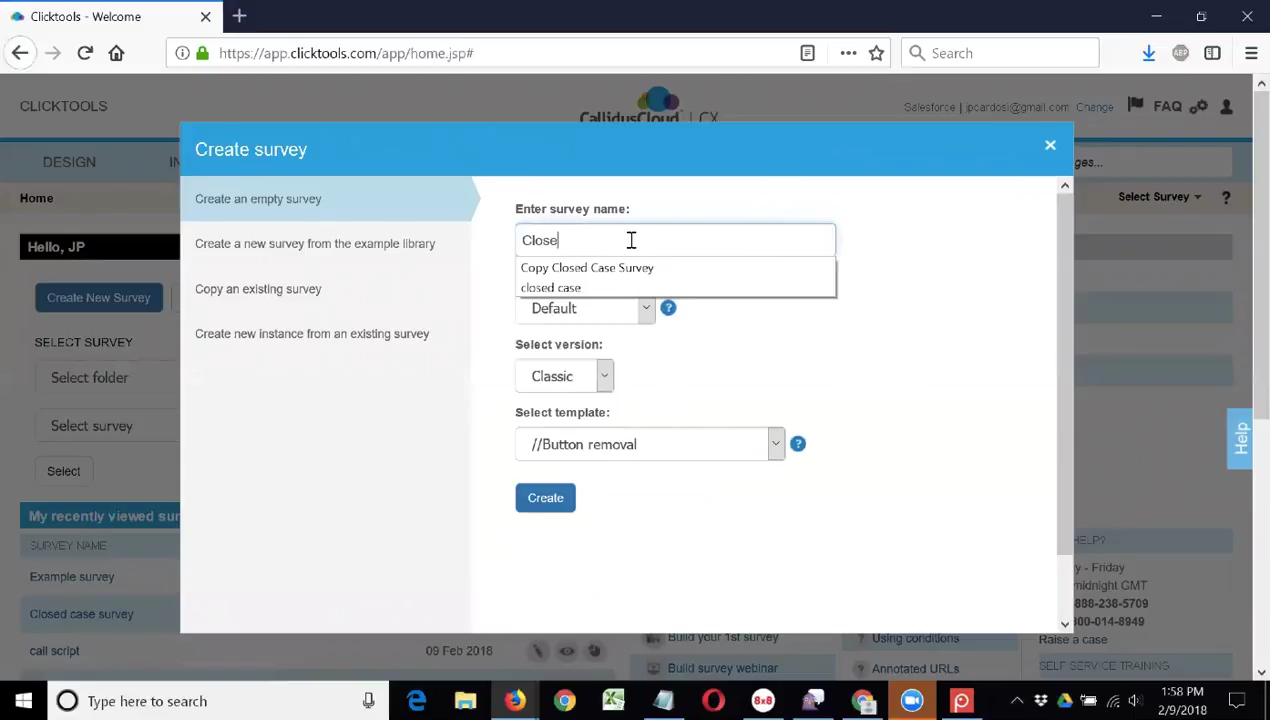 Clicktools - Welcome
https://app.clicktools.com/app/home.jsp#
Search
CLICKTOOLS
CallidusCloud | CX
Salesforce | jpcardosi@gmail.com Change
FAQ
DESIGN
Home
Select Survey
?
Hello, JP
Create New Survey
SELECT SURVEY
Select folder
Select survey
Select
My recently viewed sur
SURVEY NAME
Example survey
Closed case survey
call script
09 Feb 2018
Create survey
Create an empty survey
Create a new survey from the example library
Copy an existing survey
Create new instance from an existing survey
Enter survey name:
Close
Copy Closed Case Survey
closed case
Default
?
Select version:
Classic
Select template:
//Button removal
?
Create
Help
HELP?
- Friday
midnight GMT
888-238-5709
800-014-8949
Raise a case
Build your 1st survey
Using conditions
Build survey webinar
Annotated URLs
SELF SERVICE TRAINING
Type here to search
8x8
1:58 PM
2/9/2018